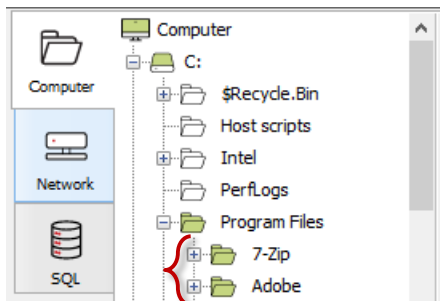 Computer
C:
Computer
$Recycle.Bin
Host scripts
Intel
Network
PerfLogs
Program Files
7-Zip
SQL
Adobe